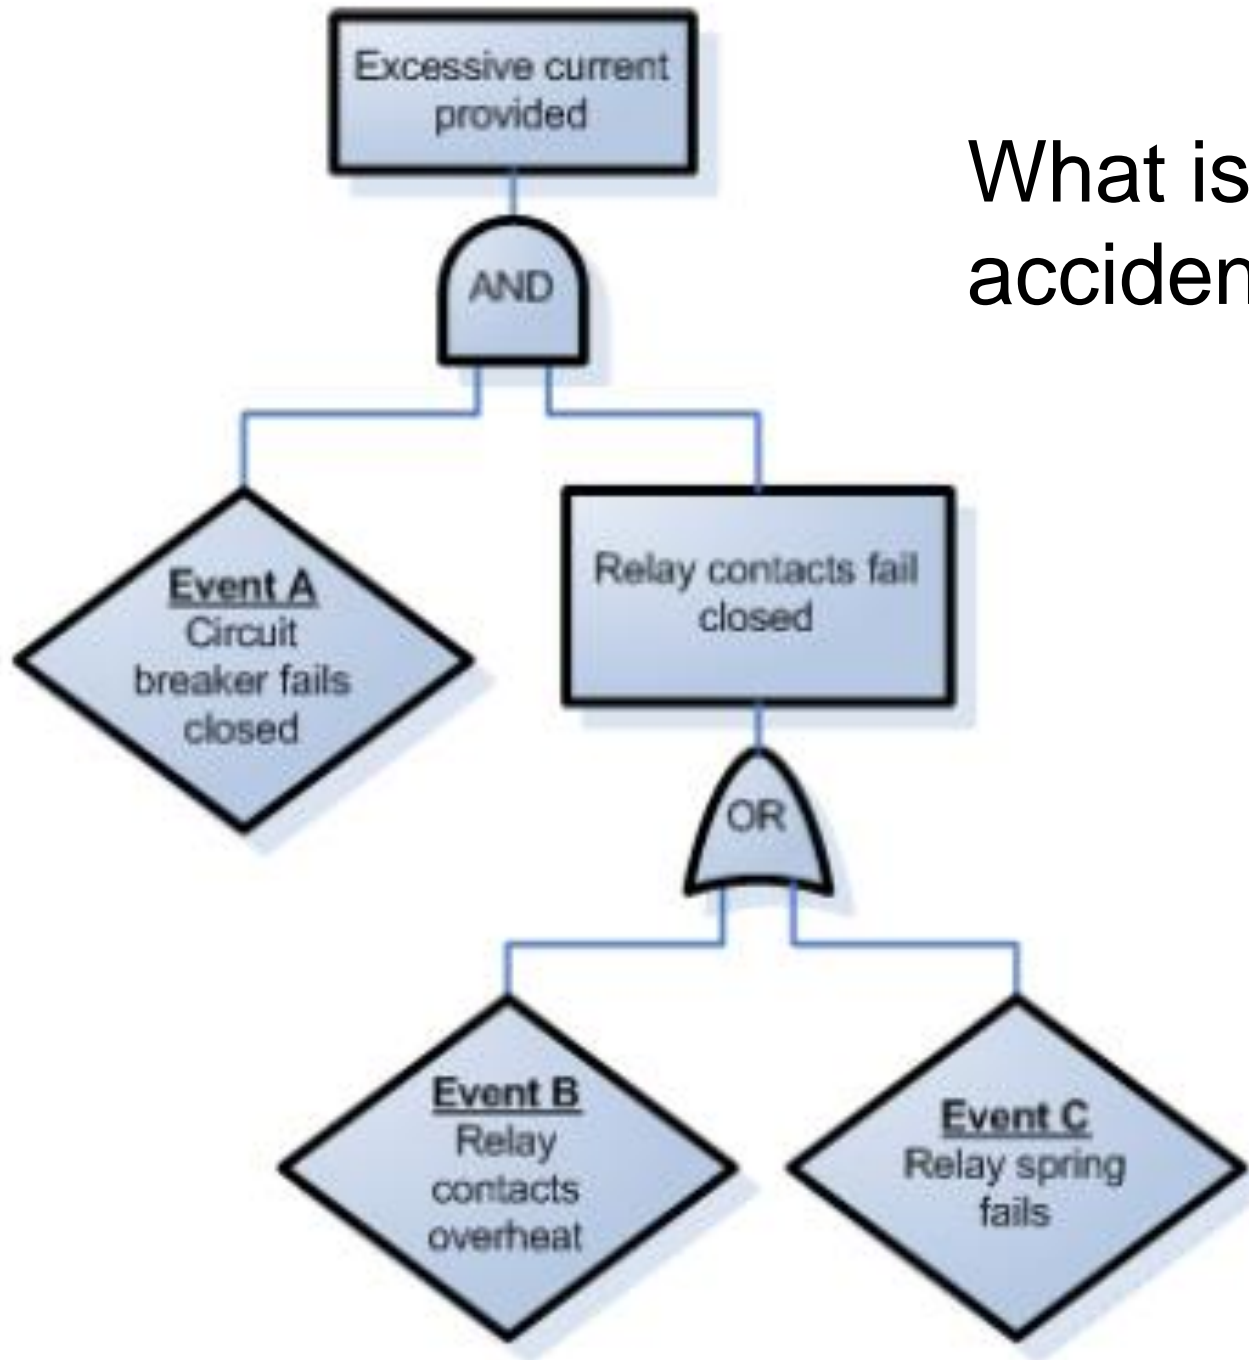 Excessive current
provided
What is
AND
Event A
Circuit
breaker fails
closed
Relay contacts fail
closed
OR
Event B
Relay
contacts
overheat
Event C
Relay spring
fails